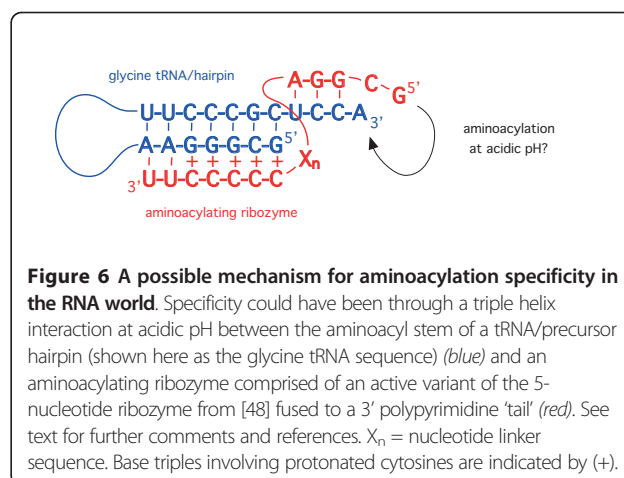 glycine tRNA/hairpin
A-G-G C G 5'
U-U-C-C-C-G-C-U-C-C-A 3'
aminoacylation
at acidic pH?
A-A-G-G-G-C-G 5'
+ + + + +
Xn
3' U-U-C-C-C-C-C
aminoacylating ribozyme
Figure 6 A possible mechanism for aminoacylation specificity in
the RNA world. Specificity could have been through a triple helix
interaction at acidic pH between the aminoacyl stem of a tRNA/precursor
hairpin (shown here as the glycine tRNA sequence) (blue) and an
aminoacylating ribozyme comprised of an active variant of the 5-
nucleotide ribozyme from [48] fused to a 3' polypyrimidine 'tail' (red). See
text for further comments and references. Xn = nucleotide linker
sequence. Base triples involving protonated cytosines are indicated by (+).